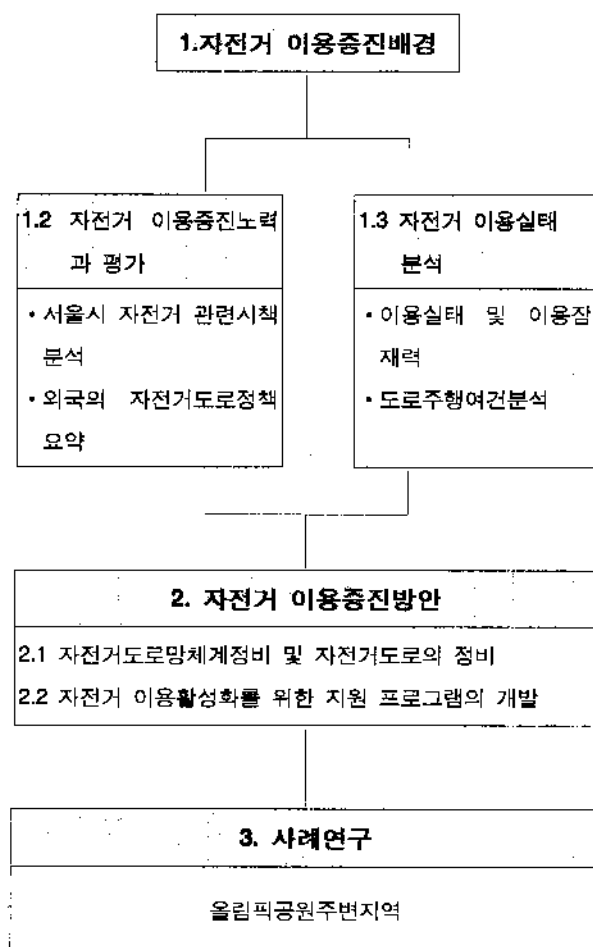 1.자전거 이용증진배경
1.2 자전거 이용증진노력
과 평가
• 서울시 자전거 관련시책
분석
• 외국의 자전거도로정책
요약
1.3 자전거 이용실태
분석
• 이용실태 및 이용잠
재력
• 도로주행여건분석
2. 자전거 이용증진방안
2.1 자전거도로망체계정비 및 자전거도로의 정비
2.2 자전거 이용활성화를 위한 지원 프로그램의 개발
3. 사례연구
올림픽공원주변지역